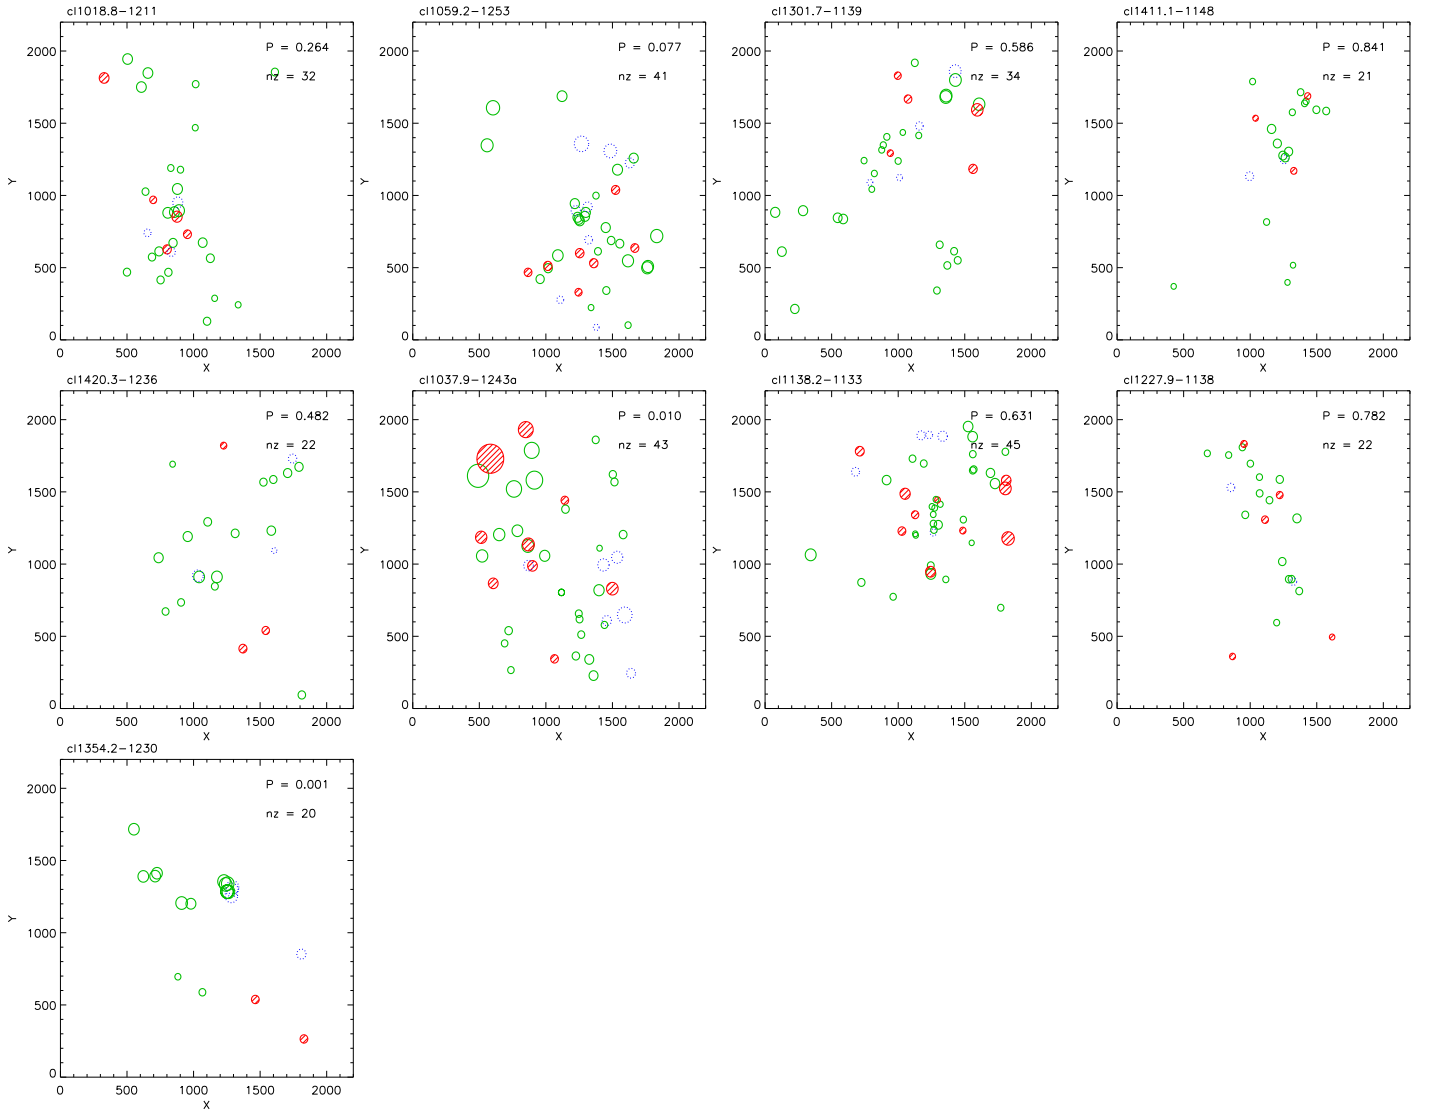 cl1018.8−1211 cl1059.2−1253 cl1301.7−1139 cl1411.1−1148
2000 P = 0.264 2000 P = 0.077 2000 P = 0.586 2000 P = 0.841
nz = 32 nz = 41 nz = 34 nz = 21
1500 1500 1500 1500
Y Y Y Y
1000 1000 1000 1000
500 500 500 500
0 0 0 0
0 500 1000 1500 2000 0 500 1000 1500 2000 0 500 1000 1500 2000 0 500 1000 1500 2000
X X X X
cl1420.3−1236 cl1037.9−1243a cl1138.2−1133 cl1227.9−1138
2000 P = 0.482 2000 P = 0.010 2000 P = 0.631 2000 P = 0.782
nz = 22 nz = 43 nz = 45 nz = 22
1500 1500 1500 1500
Y Y Y Y
1000 1000 1000 1000
500 500 500 500
0 0 0 0
0 500 1000 1500 2000 0 500 1000 1500 2000 0 500 1000 1500 2000 0 500 1000 1500 2000
X X X X
cl1354.2−1230
2000 P = 0.001
nz = 20
1500
Y
1000
500
0
0 500 1000 1500 2000
X